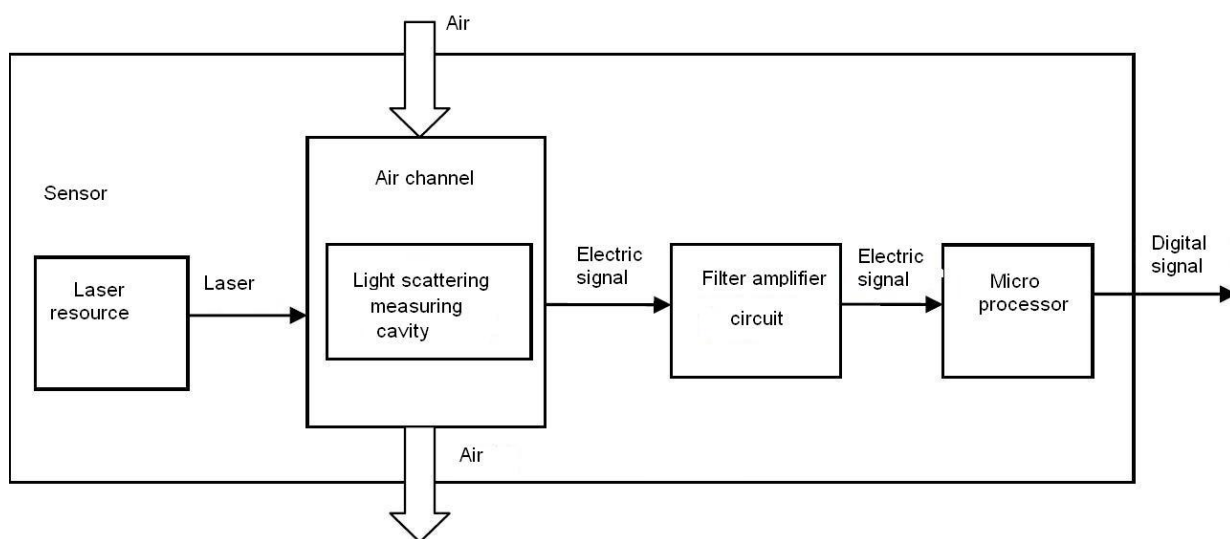 Air
Air channel
Sensor
Laser
resource
Laser
Light scattering
measuring
cavity
Electric
signal
Filter amplifier
circuit
Electric
signal
Micro
processor
Digital
signal
Air